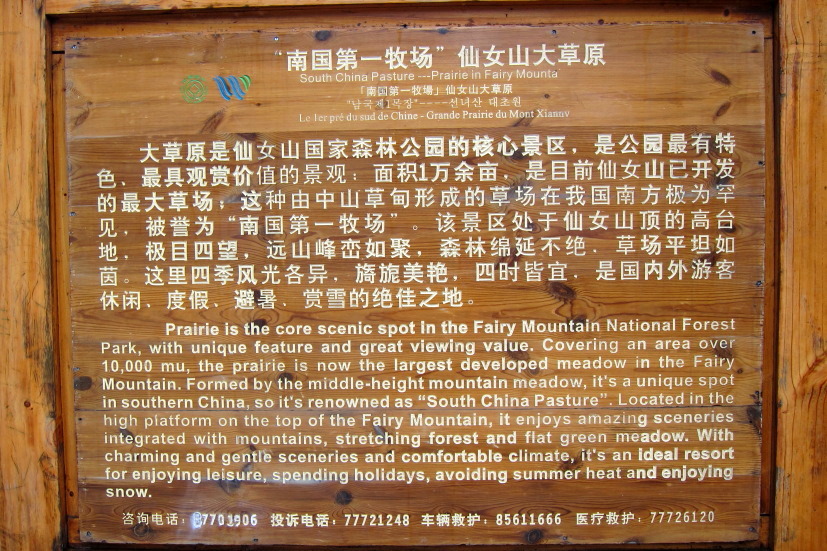 “南国第一牧场”仙女山大草原
South China Pasture ---Prairie in Fairy Mounta
「南国第一牧場」仙女山大草原
"남국제1목장"----선녀산 대초원
Le 1er pré du sud de Chine - Grande Prairie du Mont Xiannv
大草原是仙女山国家森林公园的核心景区，是公园最有特
色、最具观赏价值的景观；面积1万余亩，是目前仙女山已开发
的最大草场；这种由中山草甸形成的草场在我国南方极为罕
见，被誉为“南国第一牧场”。该景区处于仙女山顶的高台
地，极目四望，远山峰峦如聚，森林绵延不绝，草场平坦如
茵。这里四季风光各异，旖旎美艳，四时皆宜，是国内外游客
休闲、度假、避暑、赏雪的绝佳之地。
Prairie is the core scenic spot In the Fairy Mountain National Forest
Park, with unique feature and great viewing value. Covering an area over
10,000 mu, the prairie is now the largest developed meadow in the Fairy
Mountain. Formed by the middle-height mountain meadow, it's a unique spot
in southern China, so it's renowned as “South China Pasture”. Located in the
high platform on the top of the Fairy Mountain, it enjoys amazing sceneries
integrated with mountains, stretching forest and flat green meadow. With
charming and gentle sceneries and comfortable climate, it's an ideal resort
for enjoying leisure, spending holidays, avoiding summer heat and enjoying
snow.
咨询电话： 投诉电话：77721248 车辆救护：85611666 医疗救护：77726120